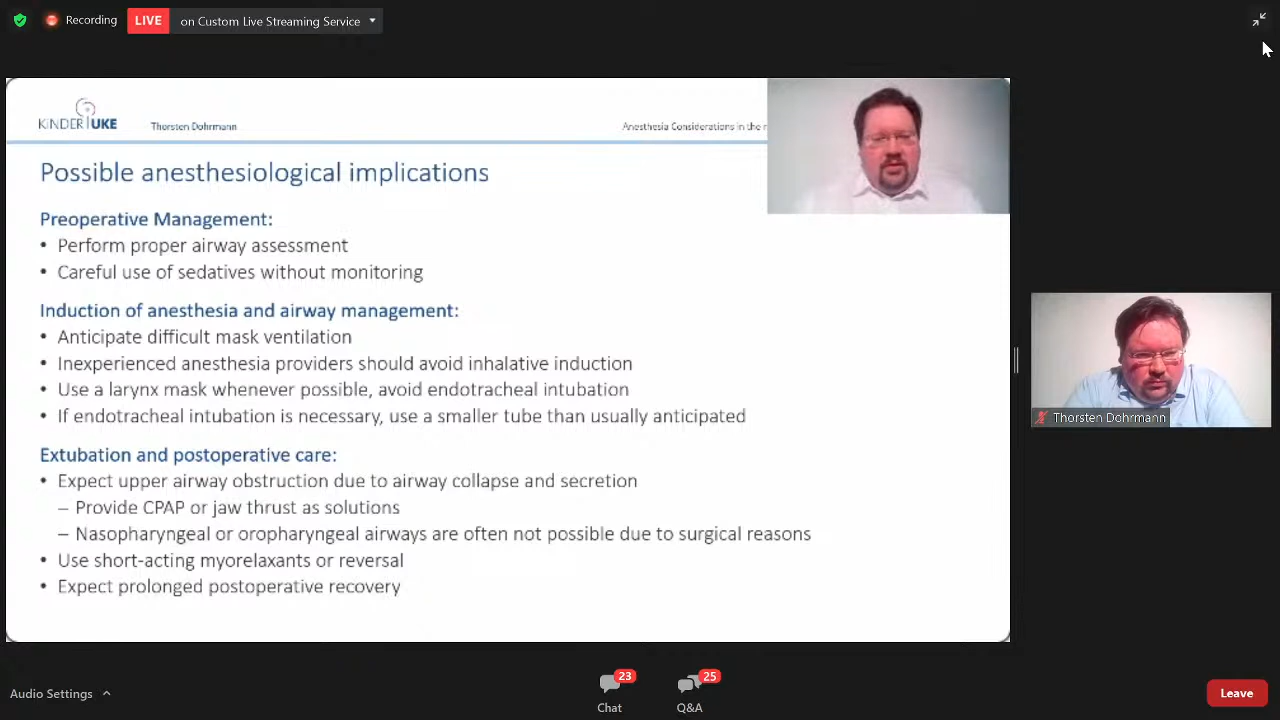 Recording
LIVE
on Custom Live Streaming Service
KiNDER UKE
Thorsten Dohrmann
Anesthesia Considerations in the
Possible anesthesiological implications
Preoperative Management:
• Perform proper airway assessment
• Careful use of sedatives without monitoring
Induction of anesthesia and airway management:
• Anticipate difficult mask ventilation
• Inexperienced anesthesia providers should avoid inhalative induction
• Use a larynx mask whenever possible, avoid endotracheal intubation
• If endotracheal intubation is necessary, use a smaller tube than usually anticipated
Extubation and postoperative care:
• Expect upper airway obstruction due to airway collapse and secretion
– Provide CPAP or jaw thrust as solutions
– Nasopharyngeal or oropharyngeal airways are often not possible due to surgical reasons
• Use short-acting myorelaxants or reversal
• Expect prolonged postoperative recovery
Thorsten Dohrmann
Audio Settings
23
Chat
25
Q&A
Leave